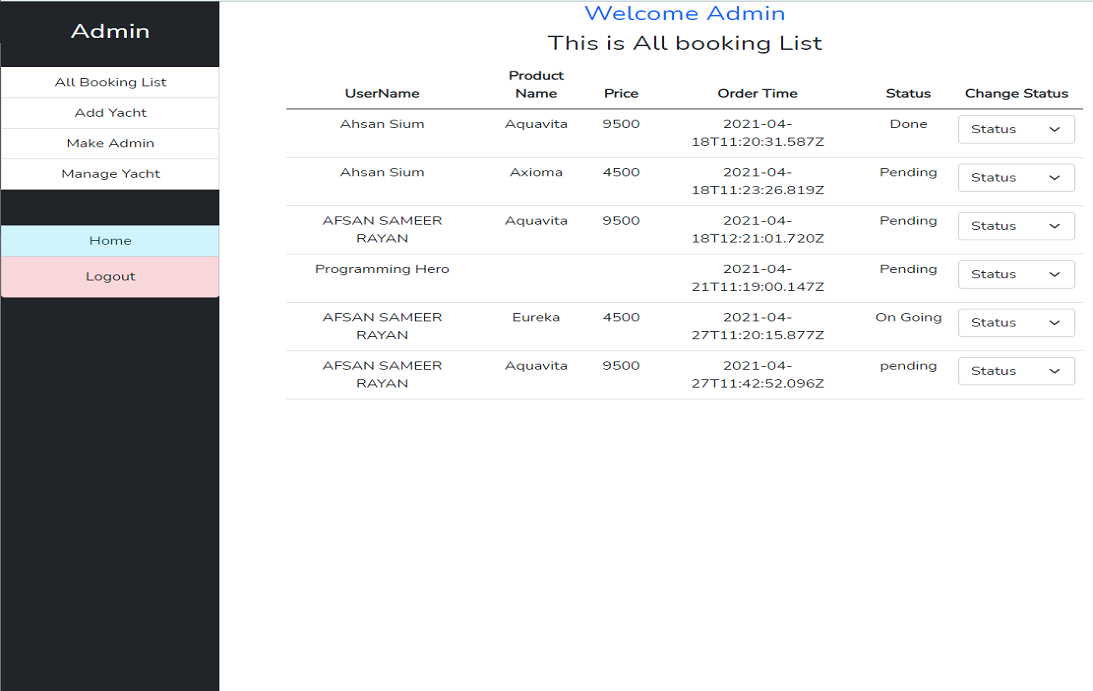 Admin
All Booking List
Add Yacht
Make Admin
Manage Yacht
Home
Logout
Welcome Admin
This is All booking List
UserName Product Name Price Order Time Status Change Status
Ahsan Sium Aquavita 9500 2021-04-18T11:20:31.587Z Done Status
Ahsan Sium Axioma 4500 2021-04-18T11:23:26.819Z Pending Status
AFSAN SAMEER RAYAN Aquavita 9500 2021-04-18T12:21:01.720Z Pending Status
Programming Hero 2021-04-21T11:19:00.147Z Pending Status
AFSAN SAMEER RAYAN Eureka 4500 2021-04-27T11:20:15.877Z On Going Status
AFSAN SAMEER RAYAN Aquavita 9500 2021-04-27T11:42:52.096Z pending Status